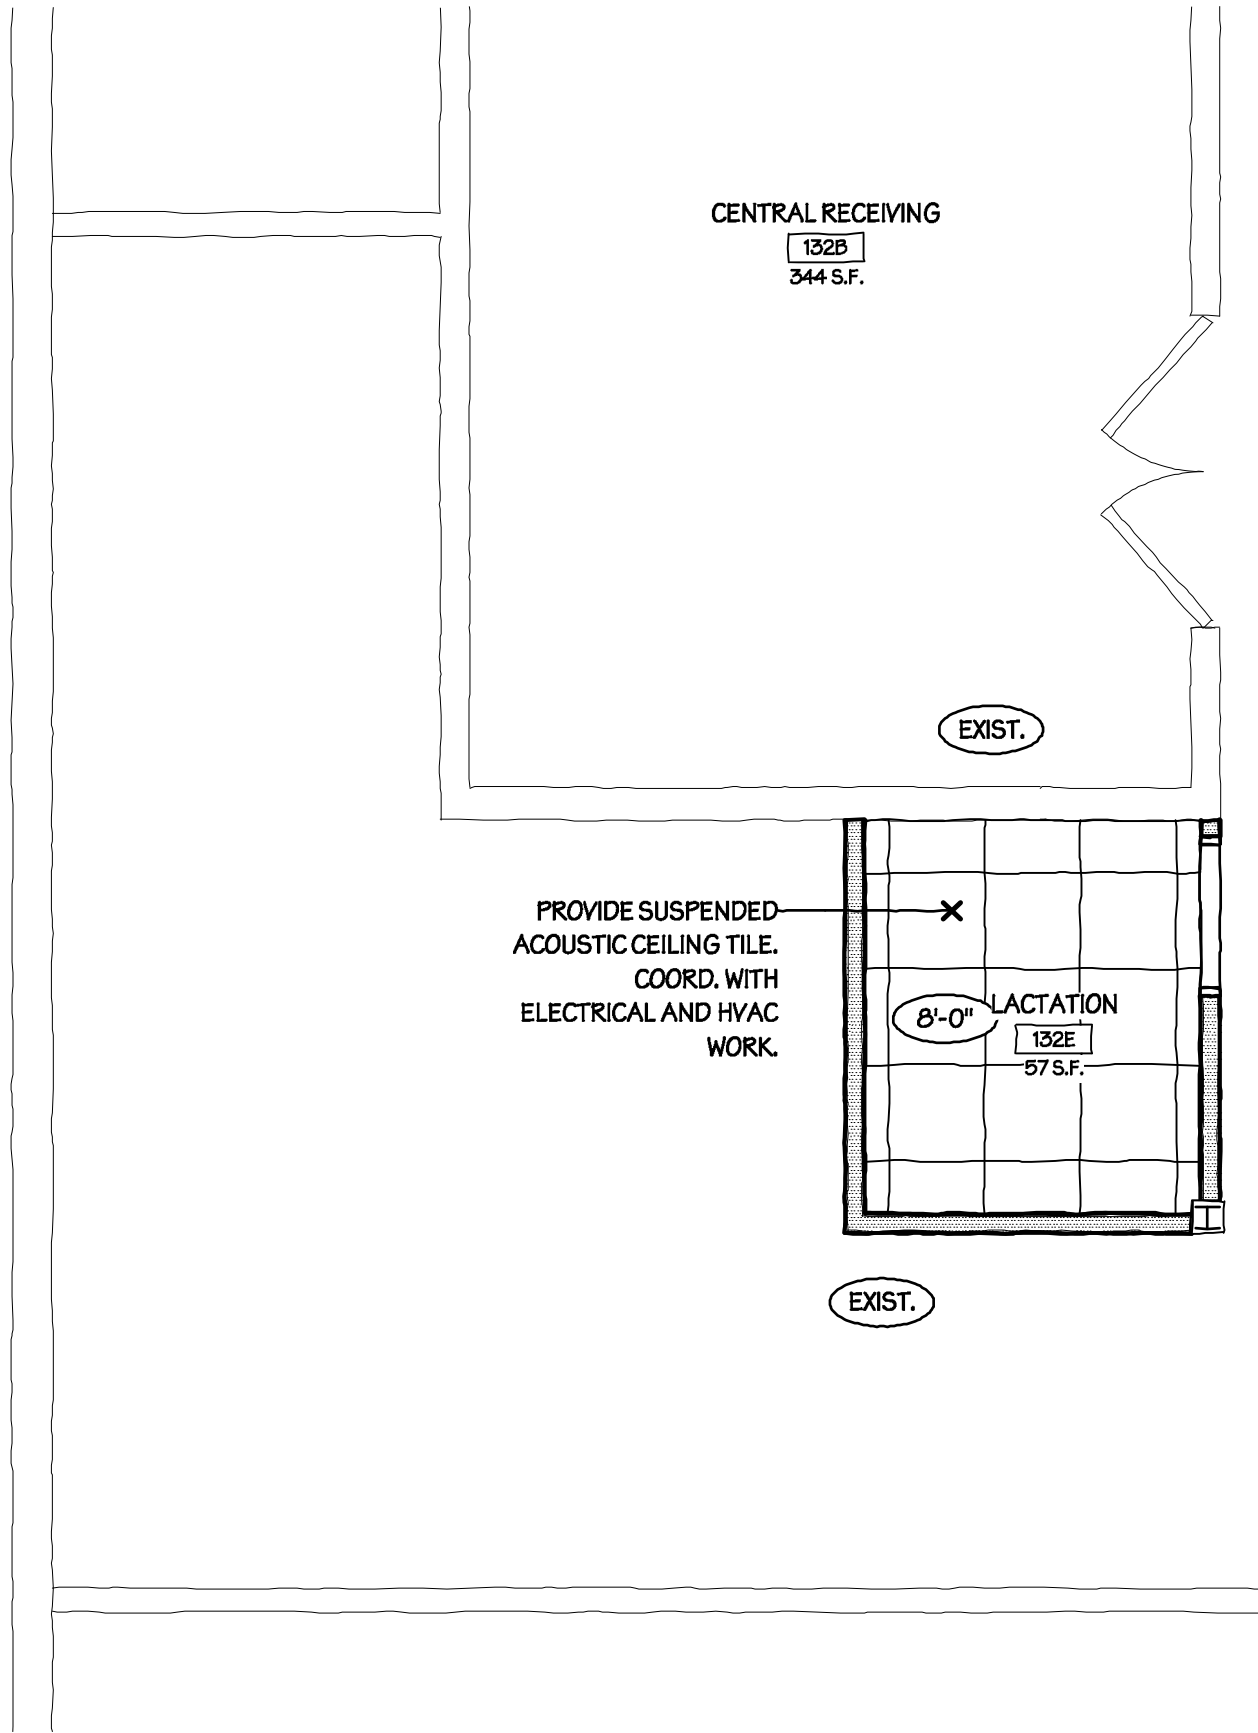 CENTRAL RECEIVING
132B
344 S.F.
EXIST.
PROVIDE SUSPENDED
ACOUSTIC CEILING TILE.
COORD. WITH
ELECTRICAL AND HVAC
WORK.
8'-0"
LACTATION
132E
57 S.F.
EXIST.